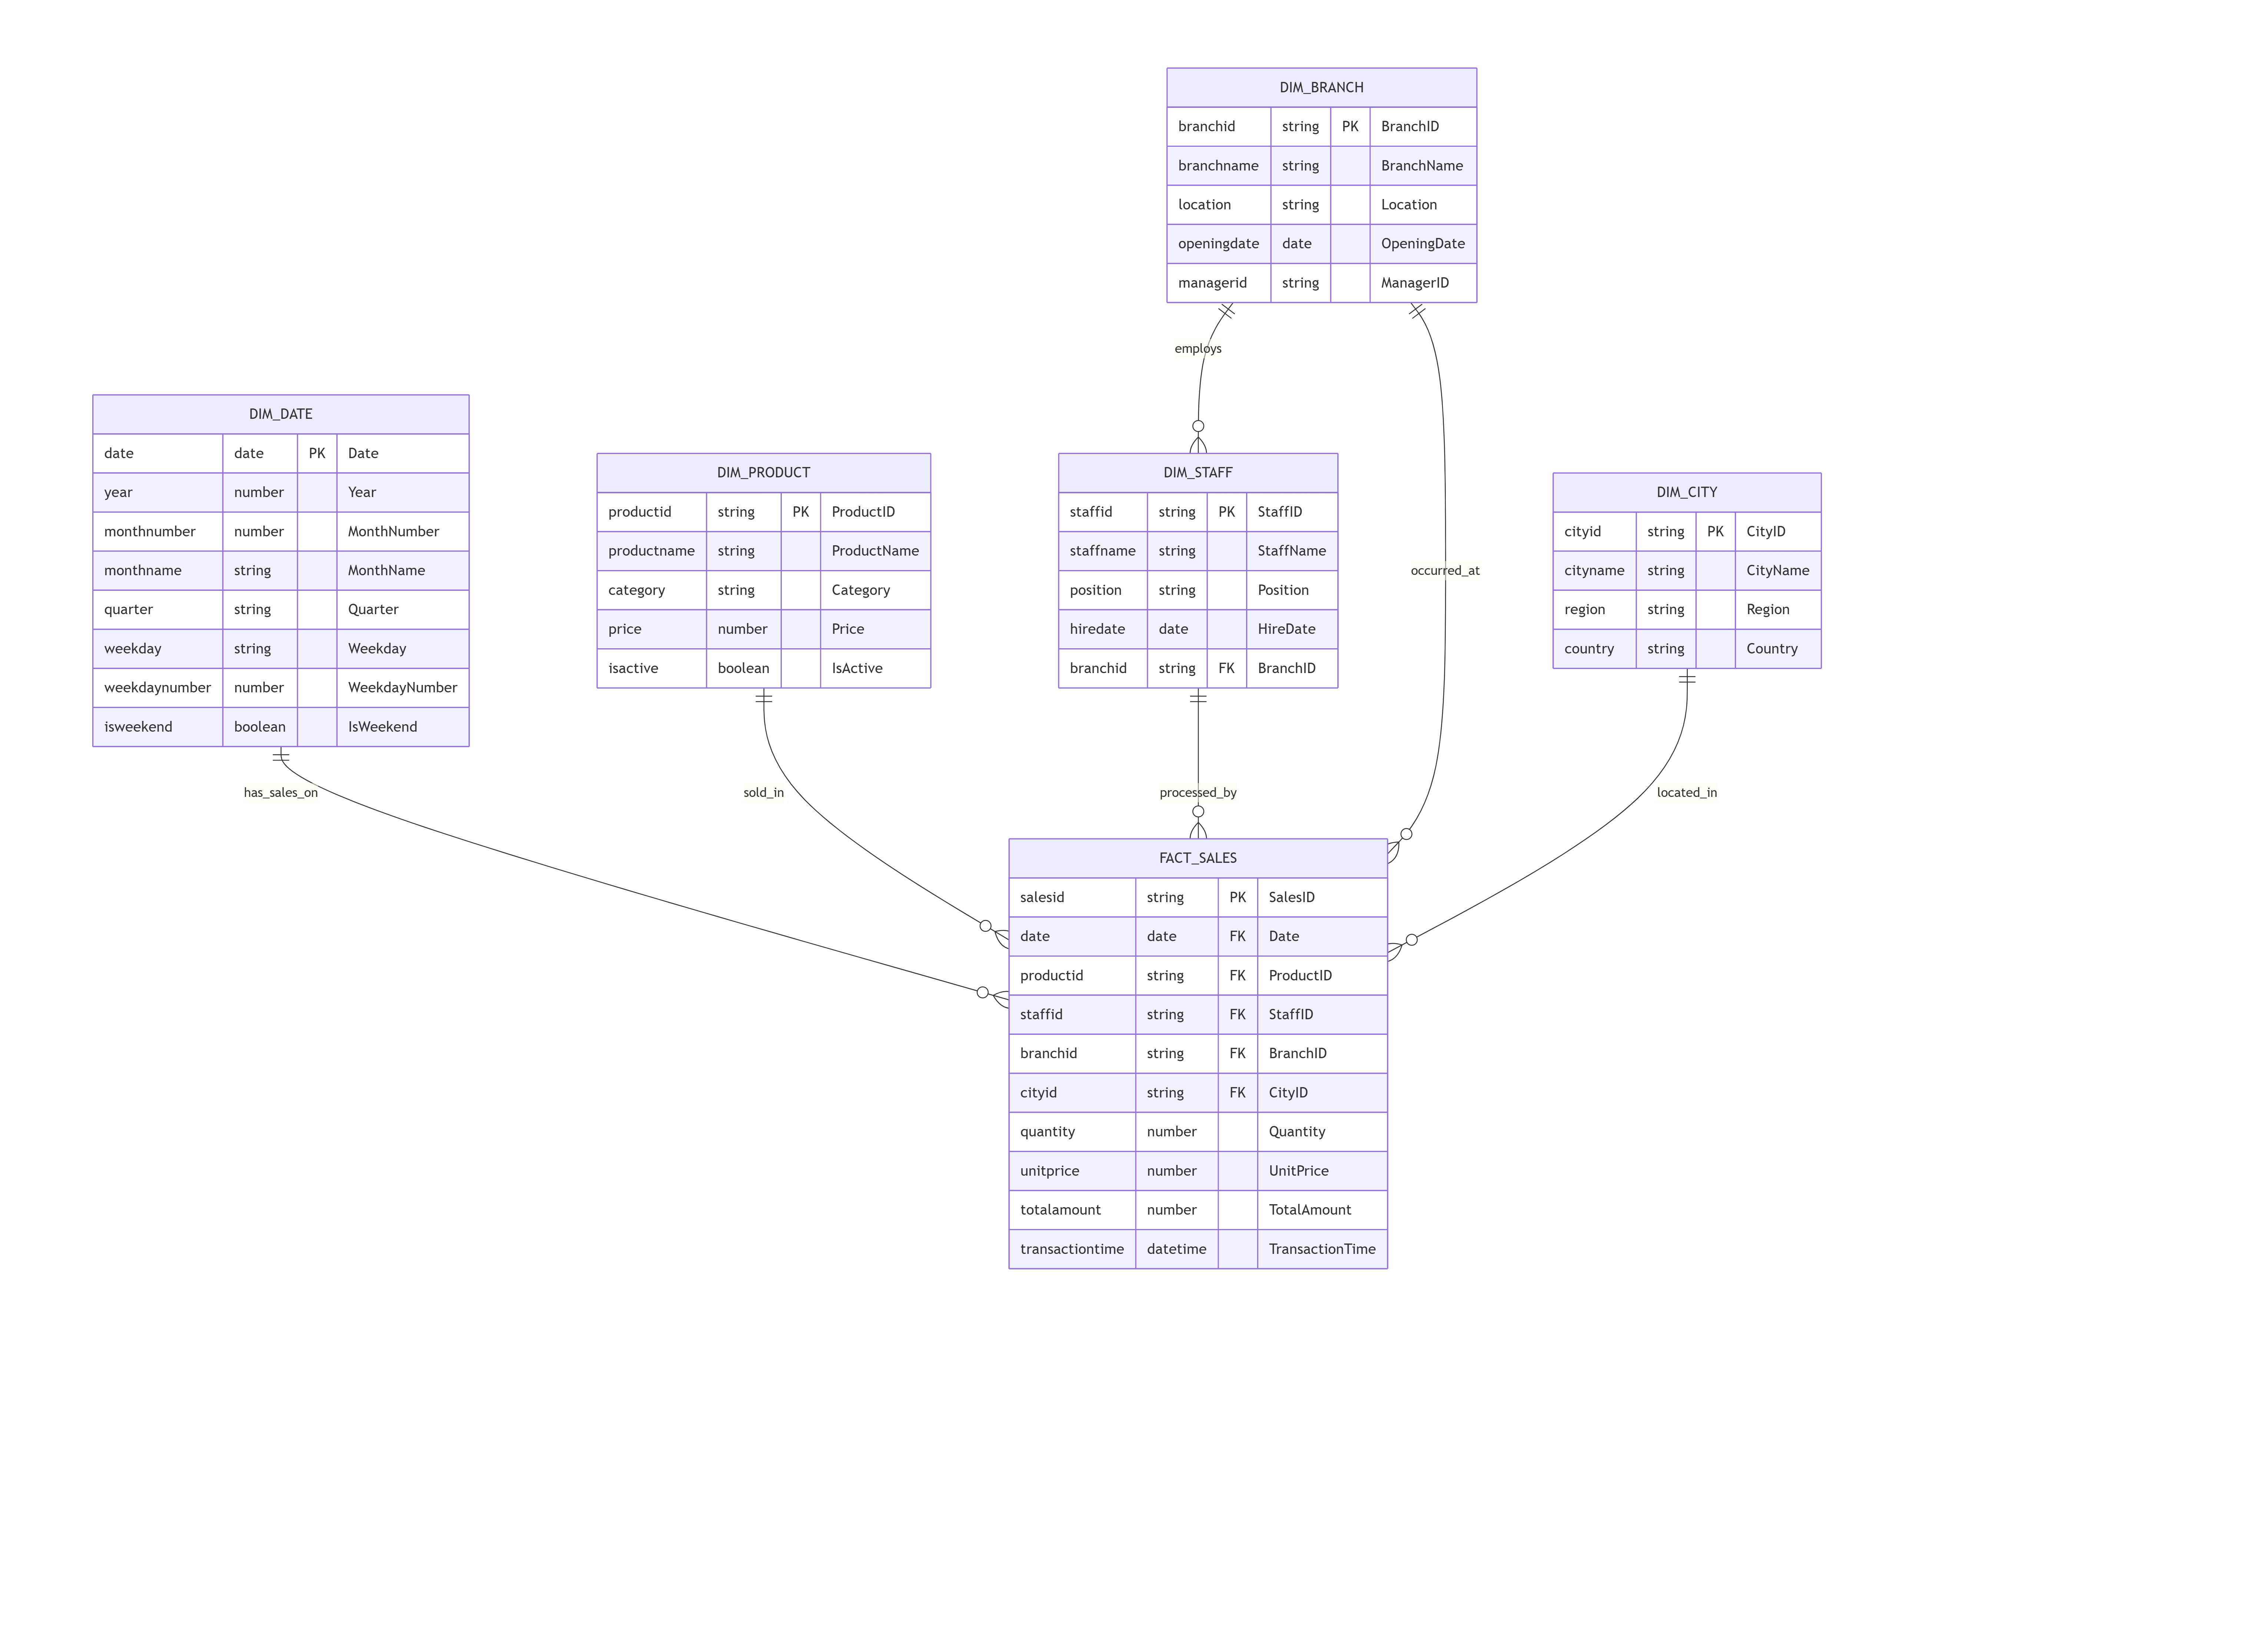 DIM_BRANCH
branchid string PK BranchID
branchname string BranchName
location string Location
openingdate date OpeningDate
managerid string ManagerID
employs
occurred_at
DIM_DATE
date date PK Date
year number Year
monthnumber number MonthNumber
monthname string MonthName
quarter string Quarter
weekday string Weekday
weekdaynumber number WeekdayNumber
isweekend boolean IsWeekend
DIM_PRODUCT
productid string PK ProductID
productname string ProductName
category string Category
price number Price
isactive boolean IsActive
DIM_STAFF
staffid string PK StaffID
staffname string StaffName
position string Position
hiredate date HireDate
branchid string FK BranchID
DIM_CITY
cityid string PK CityID
cityname string CityName
region string Region
country string Country
has_sales_on
sold_in
processed_by
located_in
FACT_SALES
salesid string PK SalesID
date date FK Date
productid string FK ProductID
staffid string FK StaffID
branchid string FK BranchID
cityid string FK CityID
quantity number Quantity
unitprice number UnitPrice
totalamount number TotalAmount
transactiontime datetime TransactionTime